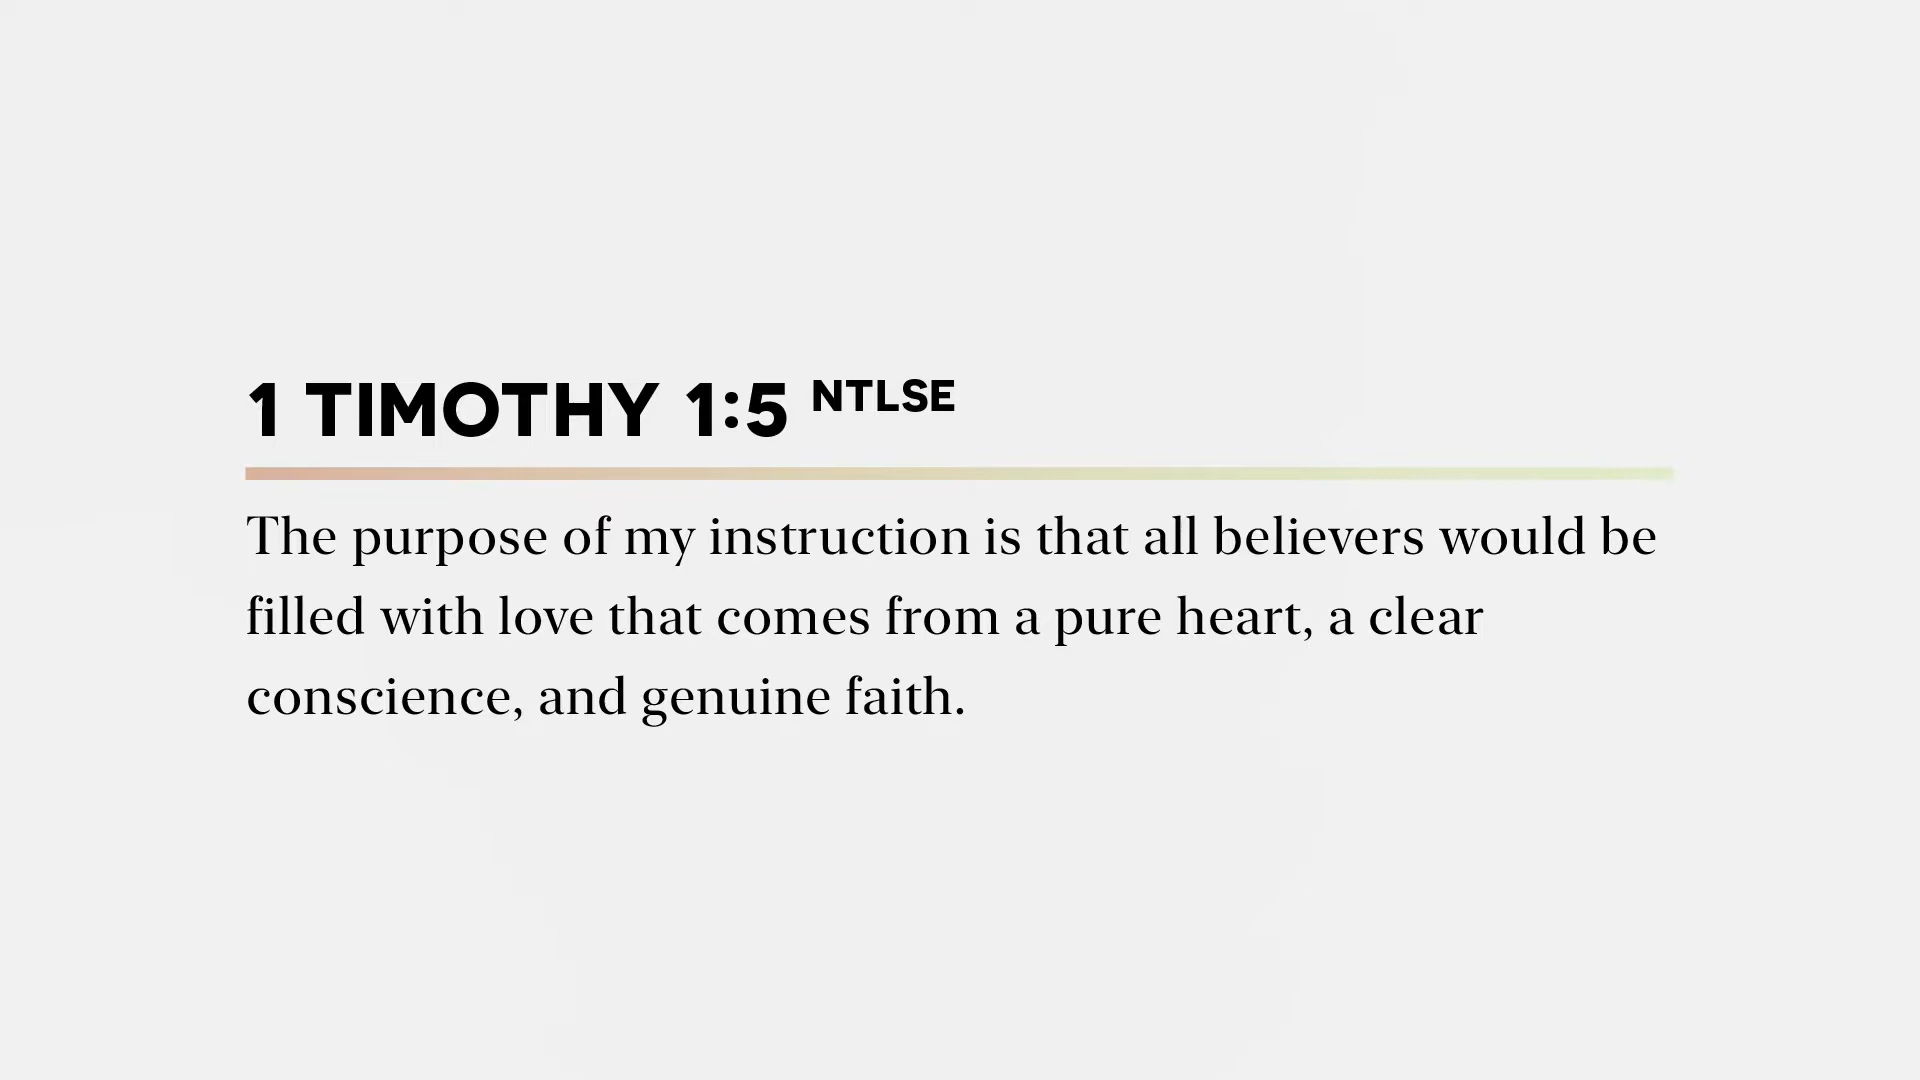 1 TIMOTHY 1:5 NTLSE
The purpose of my instruction is that all believers would be
filled with love that comes from a pure heart, a clear
conscience, and genuine faith.